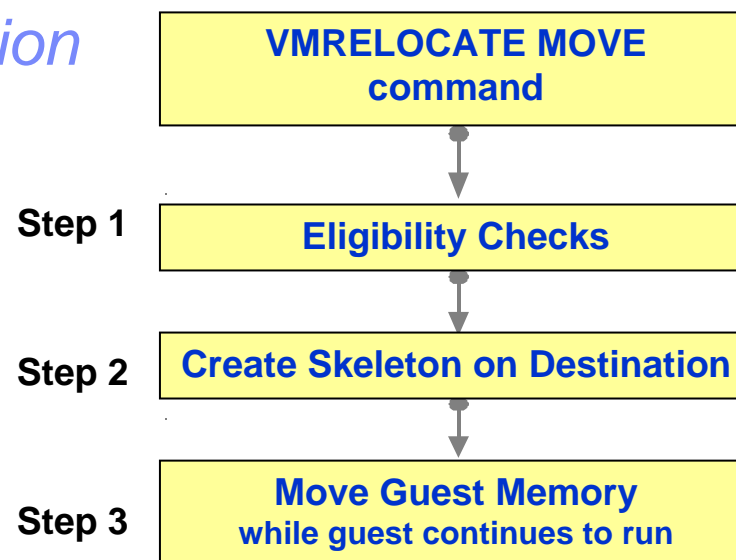 ion
VMRELOCATE MOVE
command
Step 1
Eligibility Checks
Step 2
Create Skeleton on Destination
Step 3
Move Guest Memory
while guest continues to run